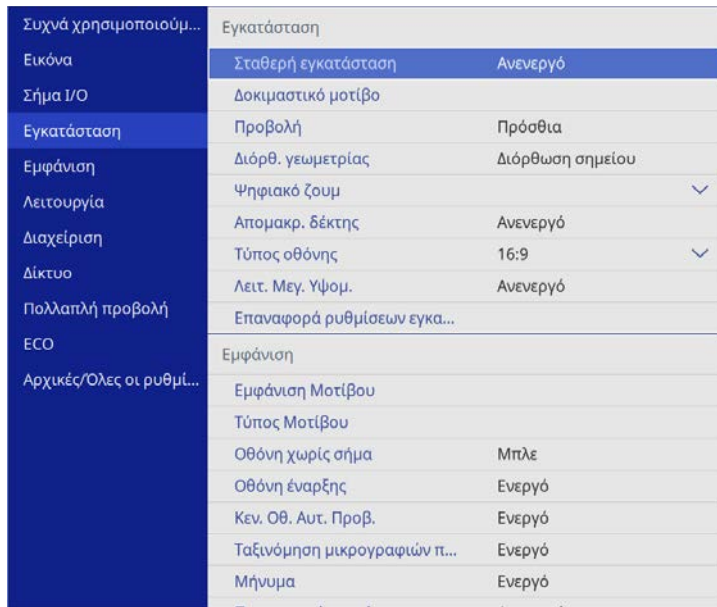 Συχνά χρησιμοποιούμ...
Εικόνα
Σήμα I/O
Εγκατάσταση
Εμφάνιση
Λειτουργία
Διαχείριση
Δίκτυο
Πολλαπλή προβολή
ECO
Αρχικές/Όλες οι ρυθμί...
Εγκατάσταση
Σταθερή εγκατάσταση Ανενεργό
Δοκιμαστικό μοτίβο
Προβολή Πρόσθια
Διόρθ. γεωμετρίας Διόρθωση σημείου
Ψηφιακό ζουμ
Απομακρ. δέκτης Ανενεργό
Τύπος οθόνης 16:9
Λειτ. Μεγ. Υψομ. Ανενεργό
Επαναφορά ρυθμίσεων εγκα...
Εμφάνιση
Εμφάνιση Μοτίβου
Τύπος Μοτίβου
Οθόνη χωρίς σήμα Μπλε
Οθόνη έναρξης Ενεργό
Κεν. Οθ. Αυτ. Προβ. Ενεργό
Ταξινόμηση μικρογραφιών π... Ενεργό
Μήνυμα Ενεργό